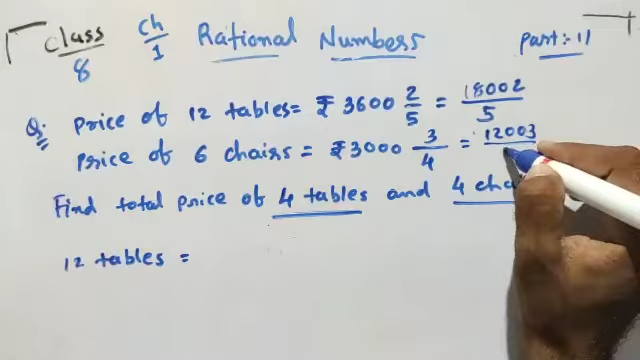 Class 8 Ch 1 Rational Numbers Part:- 11
Q: Price of 12 tables = ₹ 3600 2/5 = 18002/5
Price of 6 chairs = ₹ 3000 3/4 = 12003
Find total price of 4 tables and 4 cha
12 tables =